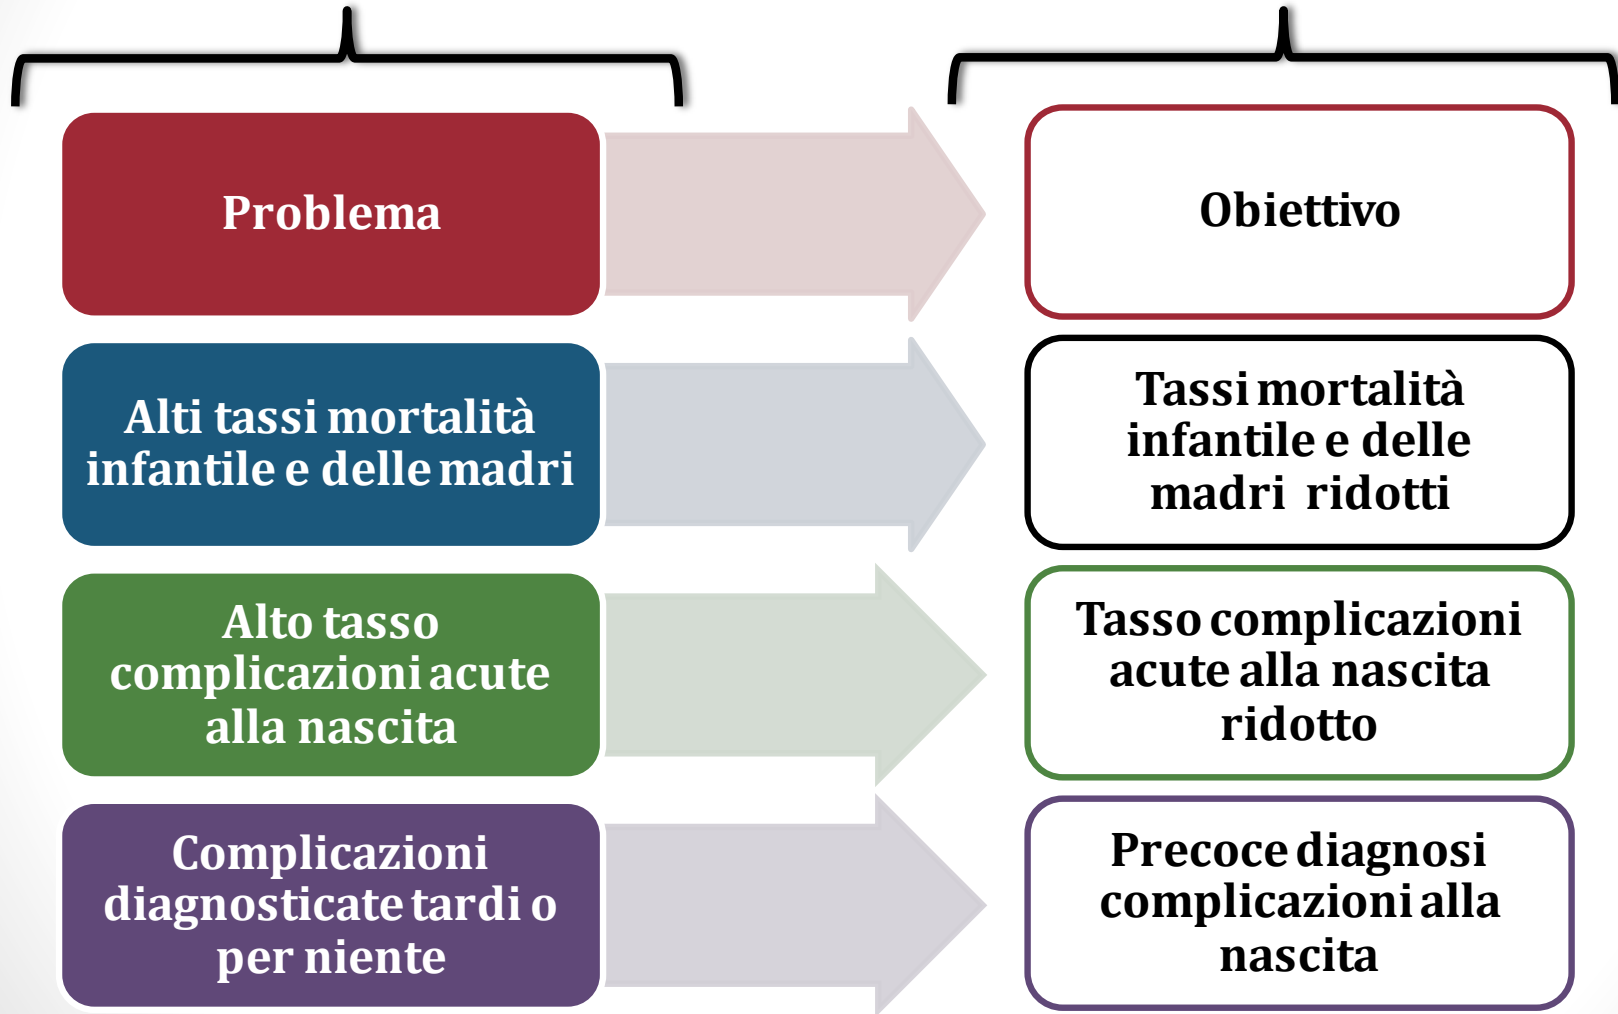 Problema
Obiettivo
Alti tassi mortalità
infantile e delle madri
Tassi mortalità
infantile e delle
madri ridotti
Alto tasso
complicazioni acute
alla nascita
Tasso complicazioni
acute alla nascita
ridotto
Complicazioni
diagnosticate tardi o
per niente
Precoce diagnosi
complicazioni alla
nascita